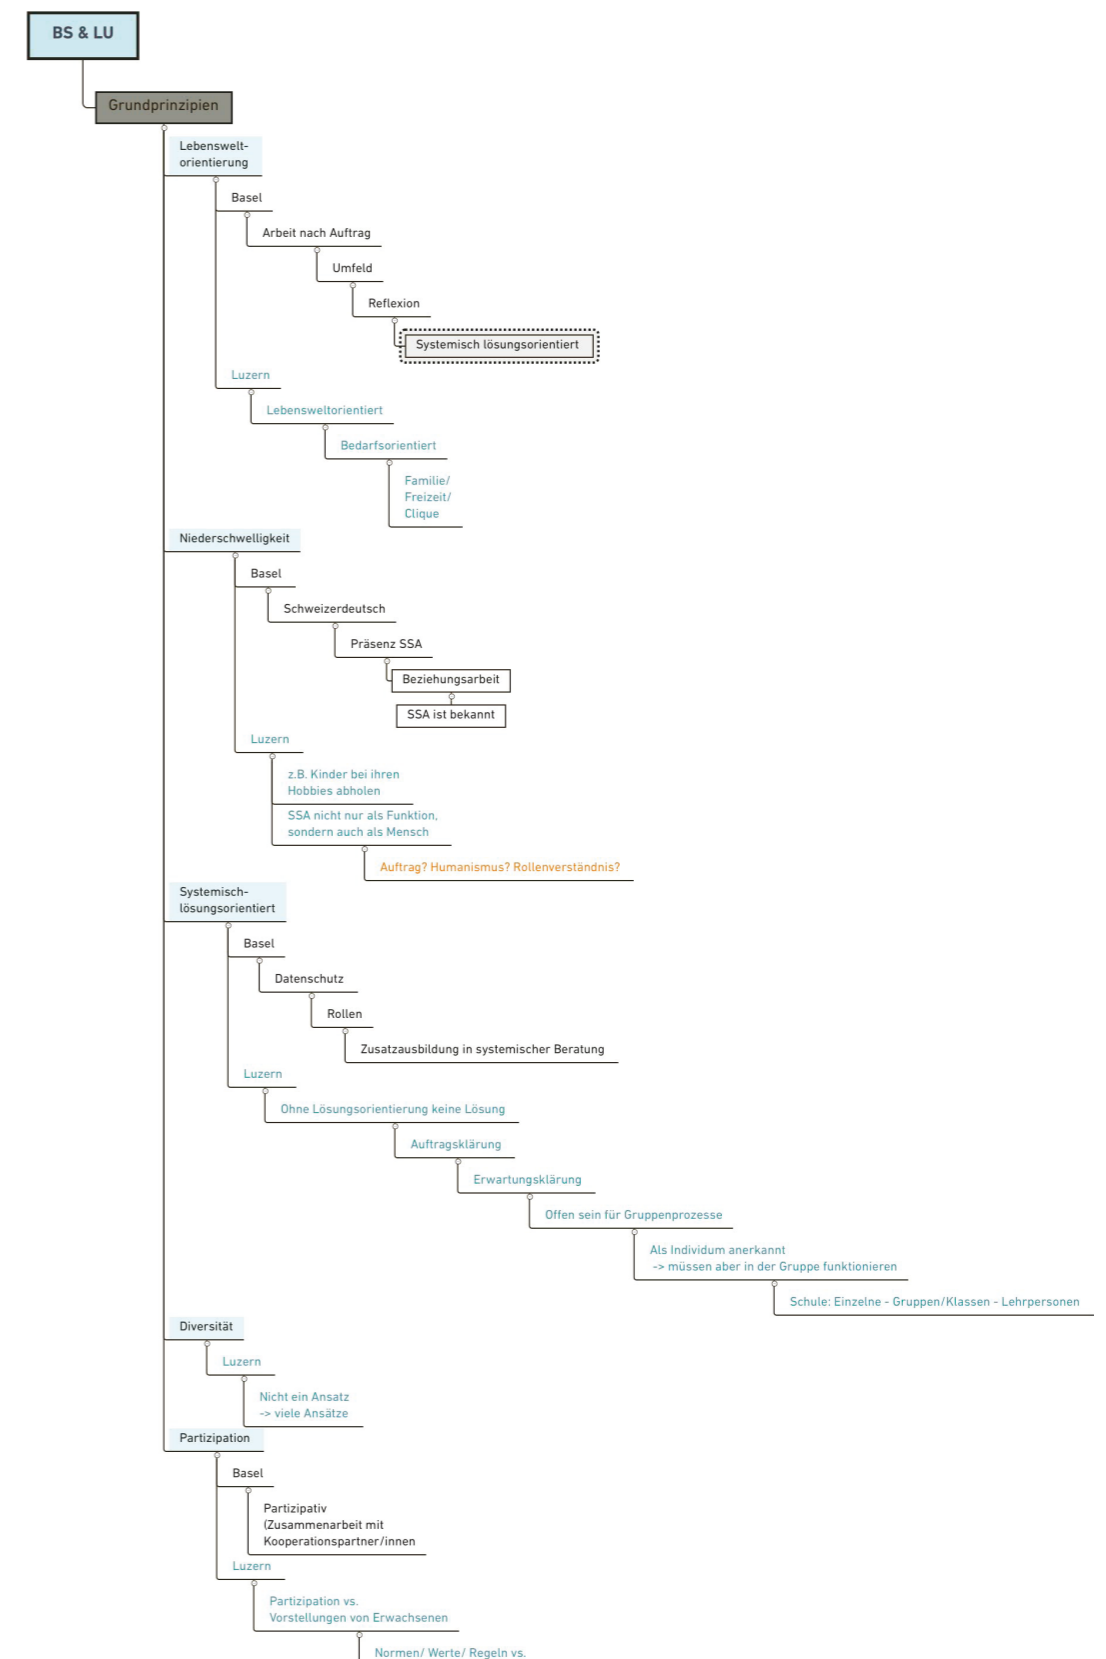 BS & LU
Grundprinzipien
Lebenswelt-
orientierung
Basel
Arbeit nach Auftrag
Umfeld
Reflexion
Systemisch lösungsorientiert
Luzern
Lebensweltorientiert
Bedarfsorientiert
Familie/
Freizeit/
Clique
Niederschwelligkeit
Basel
Schweizerdeutsch
Präsenz SSA
Beziehungsarbeit
SSA ist bekannt
Luzern
z.B. Kinder bei ihren
Hobbies abholen
SSA nicht nur als Funktion,
sondern auch als Mensch
Auftrag? Humanismus? Rollenverständnis?
Systemisch-
lösungsorientiert
Basel
Datenschutz
Rollen
Zusatzausbildung in systemischer Beratung
Luzern
Ohne Lösungsorientierung keine Lösung
Auftragsklärung
Erwartungsklärung
Offen sein für Gruppenprozesse
Als Individum anerkannt
-> müssen aber in der Gruppe funktionieren
Schule: Einzelne - Gruppen/Klassen - Lehrpersonen
Diversität
Luzern
Nicht ein Ansatz
-> viele Ansätze
Partizipation
Basel
Partizipativ
(Zusammenarbeit mit
Kooperationspartner/innen
Luzern
Partizipation vs.
Vorstellungen von Erwachsenen
Normen/ Werte/ Regeln vs.